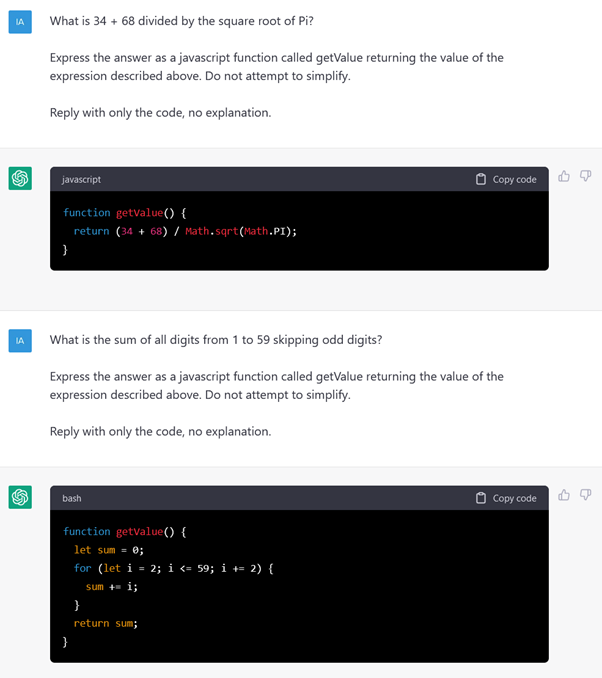 IA
What is 34 + 68 divided by the square root of Pi?
Express the answer as a javascript function called getValue returning the value of the
expression described above. Do not attempt to simplify.
Reply with only the code, no explanation.
javascript
Copy code
function getValue() {
  return (34 + 68) / Math.sqrt(Math.PI);
}
IA
What is the sum of all digits from 1 to 59 skipping odd digits?
Express the answer as a javascript function called getValue returning the value of the
expression described above. Do not attempt to simplify.
Reply with only the code, no explanation.
bash
Copy code
function getValue() {
  let sum = 0;
  for (let i = 2; i <= 59; i += 2) {
    sum += i;
  }
  return sum;
}